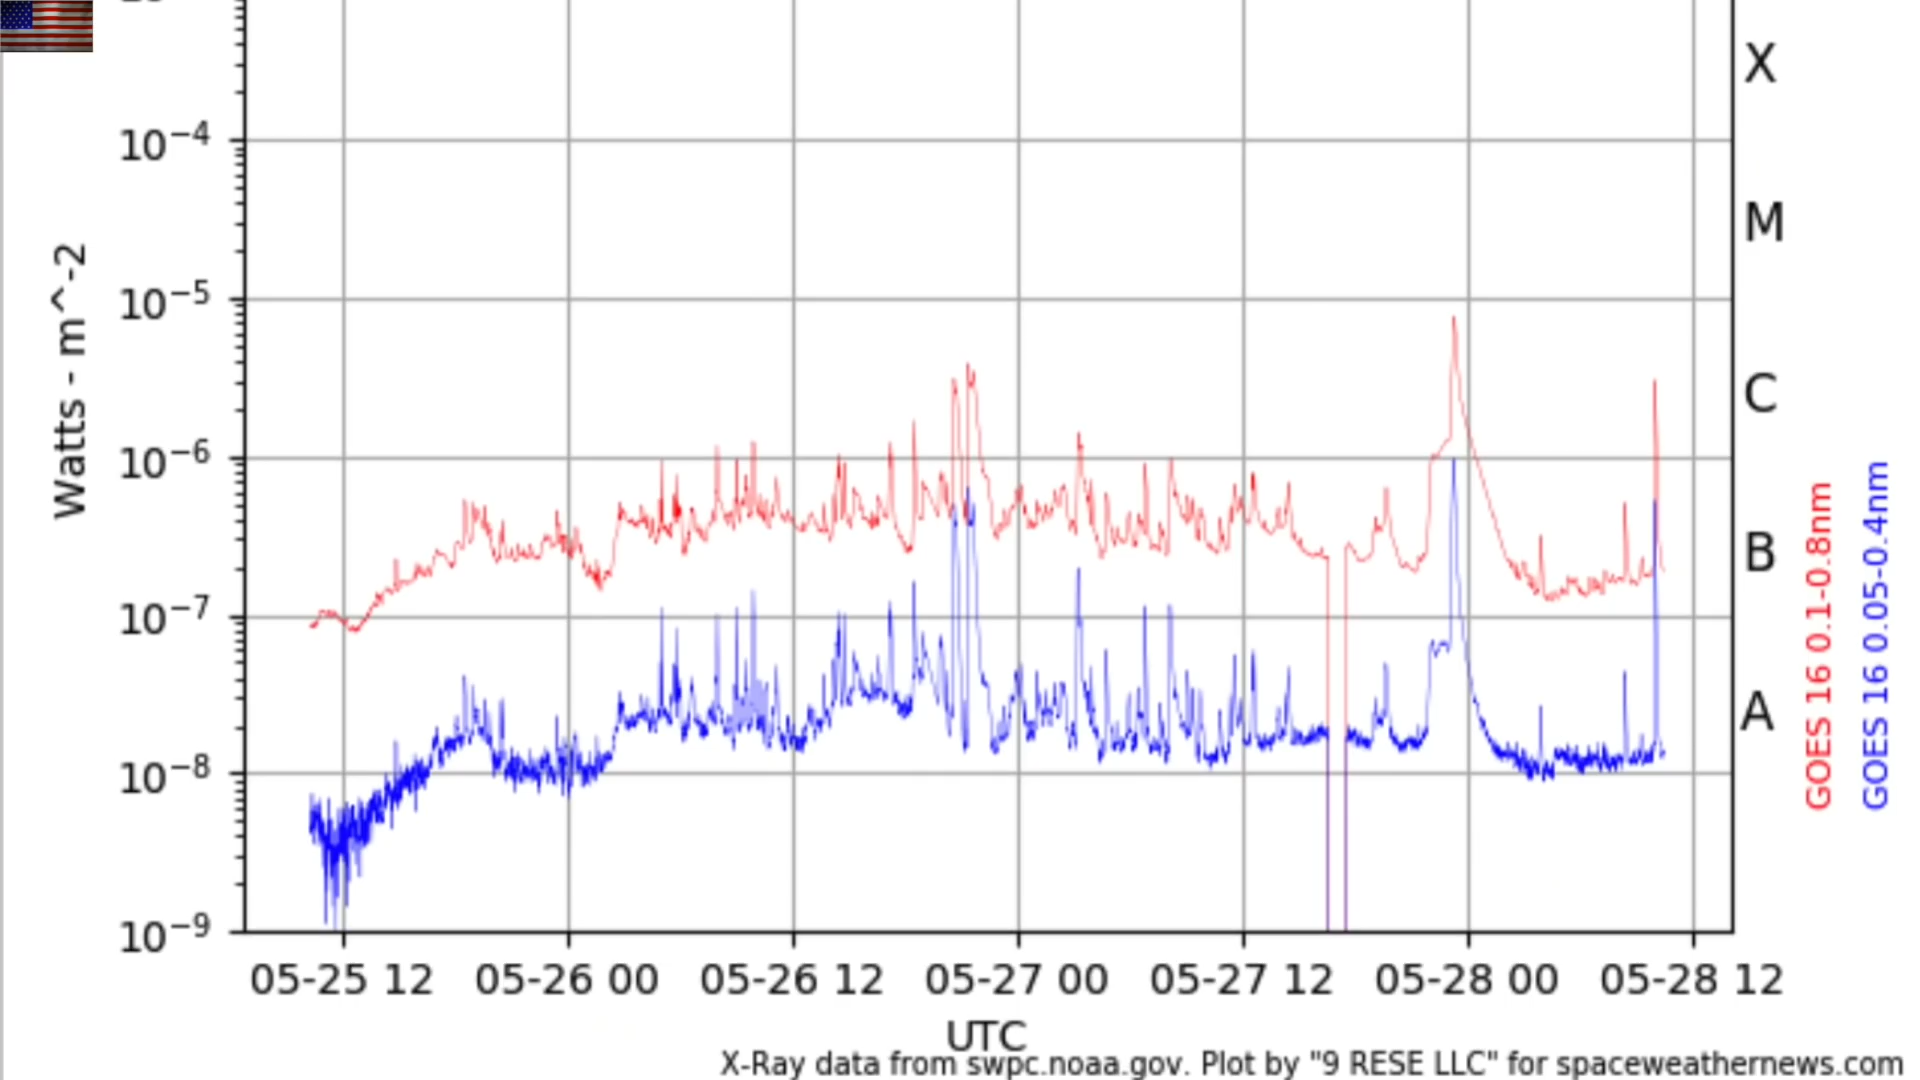 X
10−4
M
10−5
Watts - m^-2
C
10−6
B
10−7
GOES 16 0.1-0.8nm
GOES 16 0.05-0.4nm
A
10−8
10−9
05-25 12 05-26 00 05-26 12 05-27 00 05-27 12 05-28 00 05-28 12
UTC
X-Ray data from swpc.noaa.gov. Plot by "9 RESE LLC" for spaceweathernews.com